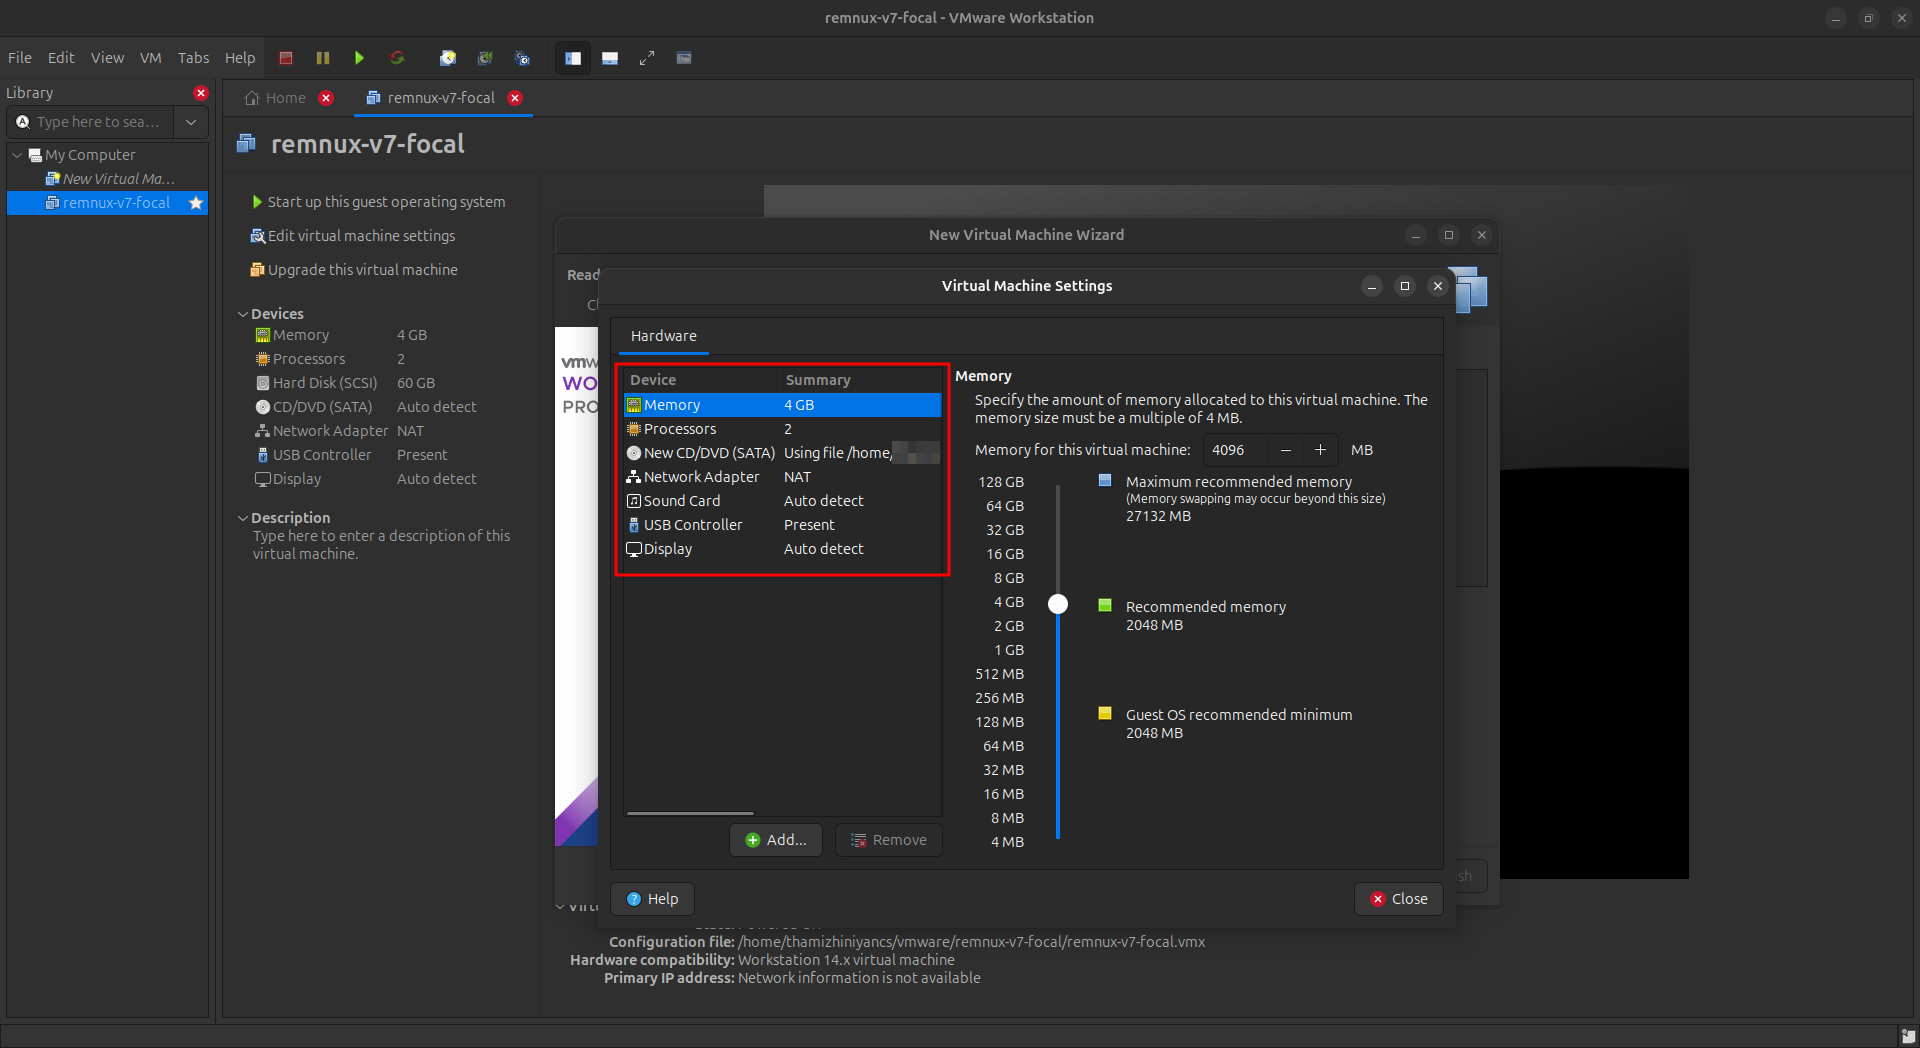 remnux-v7-focal - VMware Workstation
File Edit View VM Tabs Help
Library
Type here to sea...
My Computer
New Virtual Ma...
remnux-v7-focal
Home
remnux-v7-focal
remnux-v7-focal
Start up this guest operating system
Edit virtual machine settings
Upgrade this virtual machine
Devices
Memory 4 GB
Processors 2
Hard Disk (SCSI) 60 GB
CD/DVD (SATA) Auto detect
Network Adapter NAT
USB Controller Present
Display Auto detect
Description
Type here to enter a description of this
virtual machine.
New Virtual Machine Wizard
Virtual Machine Settings
Hardware
Device Summary
Memory 4 GB
Processors 2
New CD/DVD (SATA) Using file /home/
Network Adapter NAT
Sound Card Auto detect
USB Controller Present
Display Auto detect
Add...
Remove
Memory
Specify the amount of memory allocated to this virtual machine. The
memory size must be a multiple of 4 MB.
Memory for this virtual machine: 4096 − + MB
128 GB
64 GB
32 GB
16 GB
8 GB
4 GB
2 GB
1 GB
512 MB
256 MB
128 MB
64 MB
32 MB
16 MB
8 MB
4 MB
Maximum recommended memory
(Memory swapping may occur beyond this size)
27132 MB
Recommended memory
2048 MB
Guest OS recommended minimum
2048 MB
Help
Close
Configuration file: /home/thamizhiniyancs/vmware/remnux-v7-focal/remnux-v7-focal.vmx
Hardware compatibility: Workstation 14.x virtual machine
Primary IP address: Network information is not available